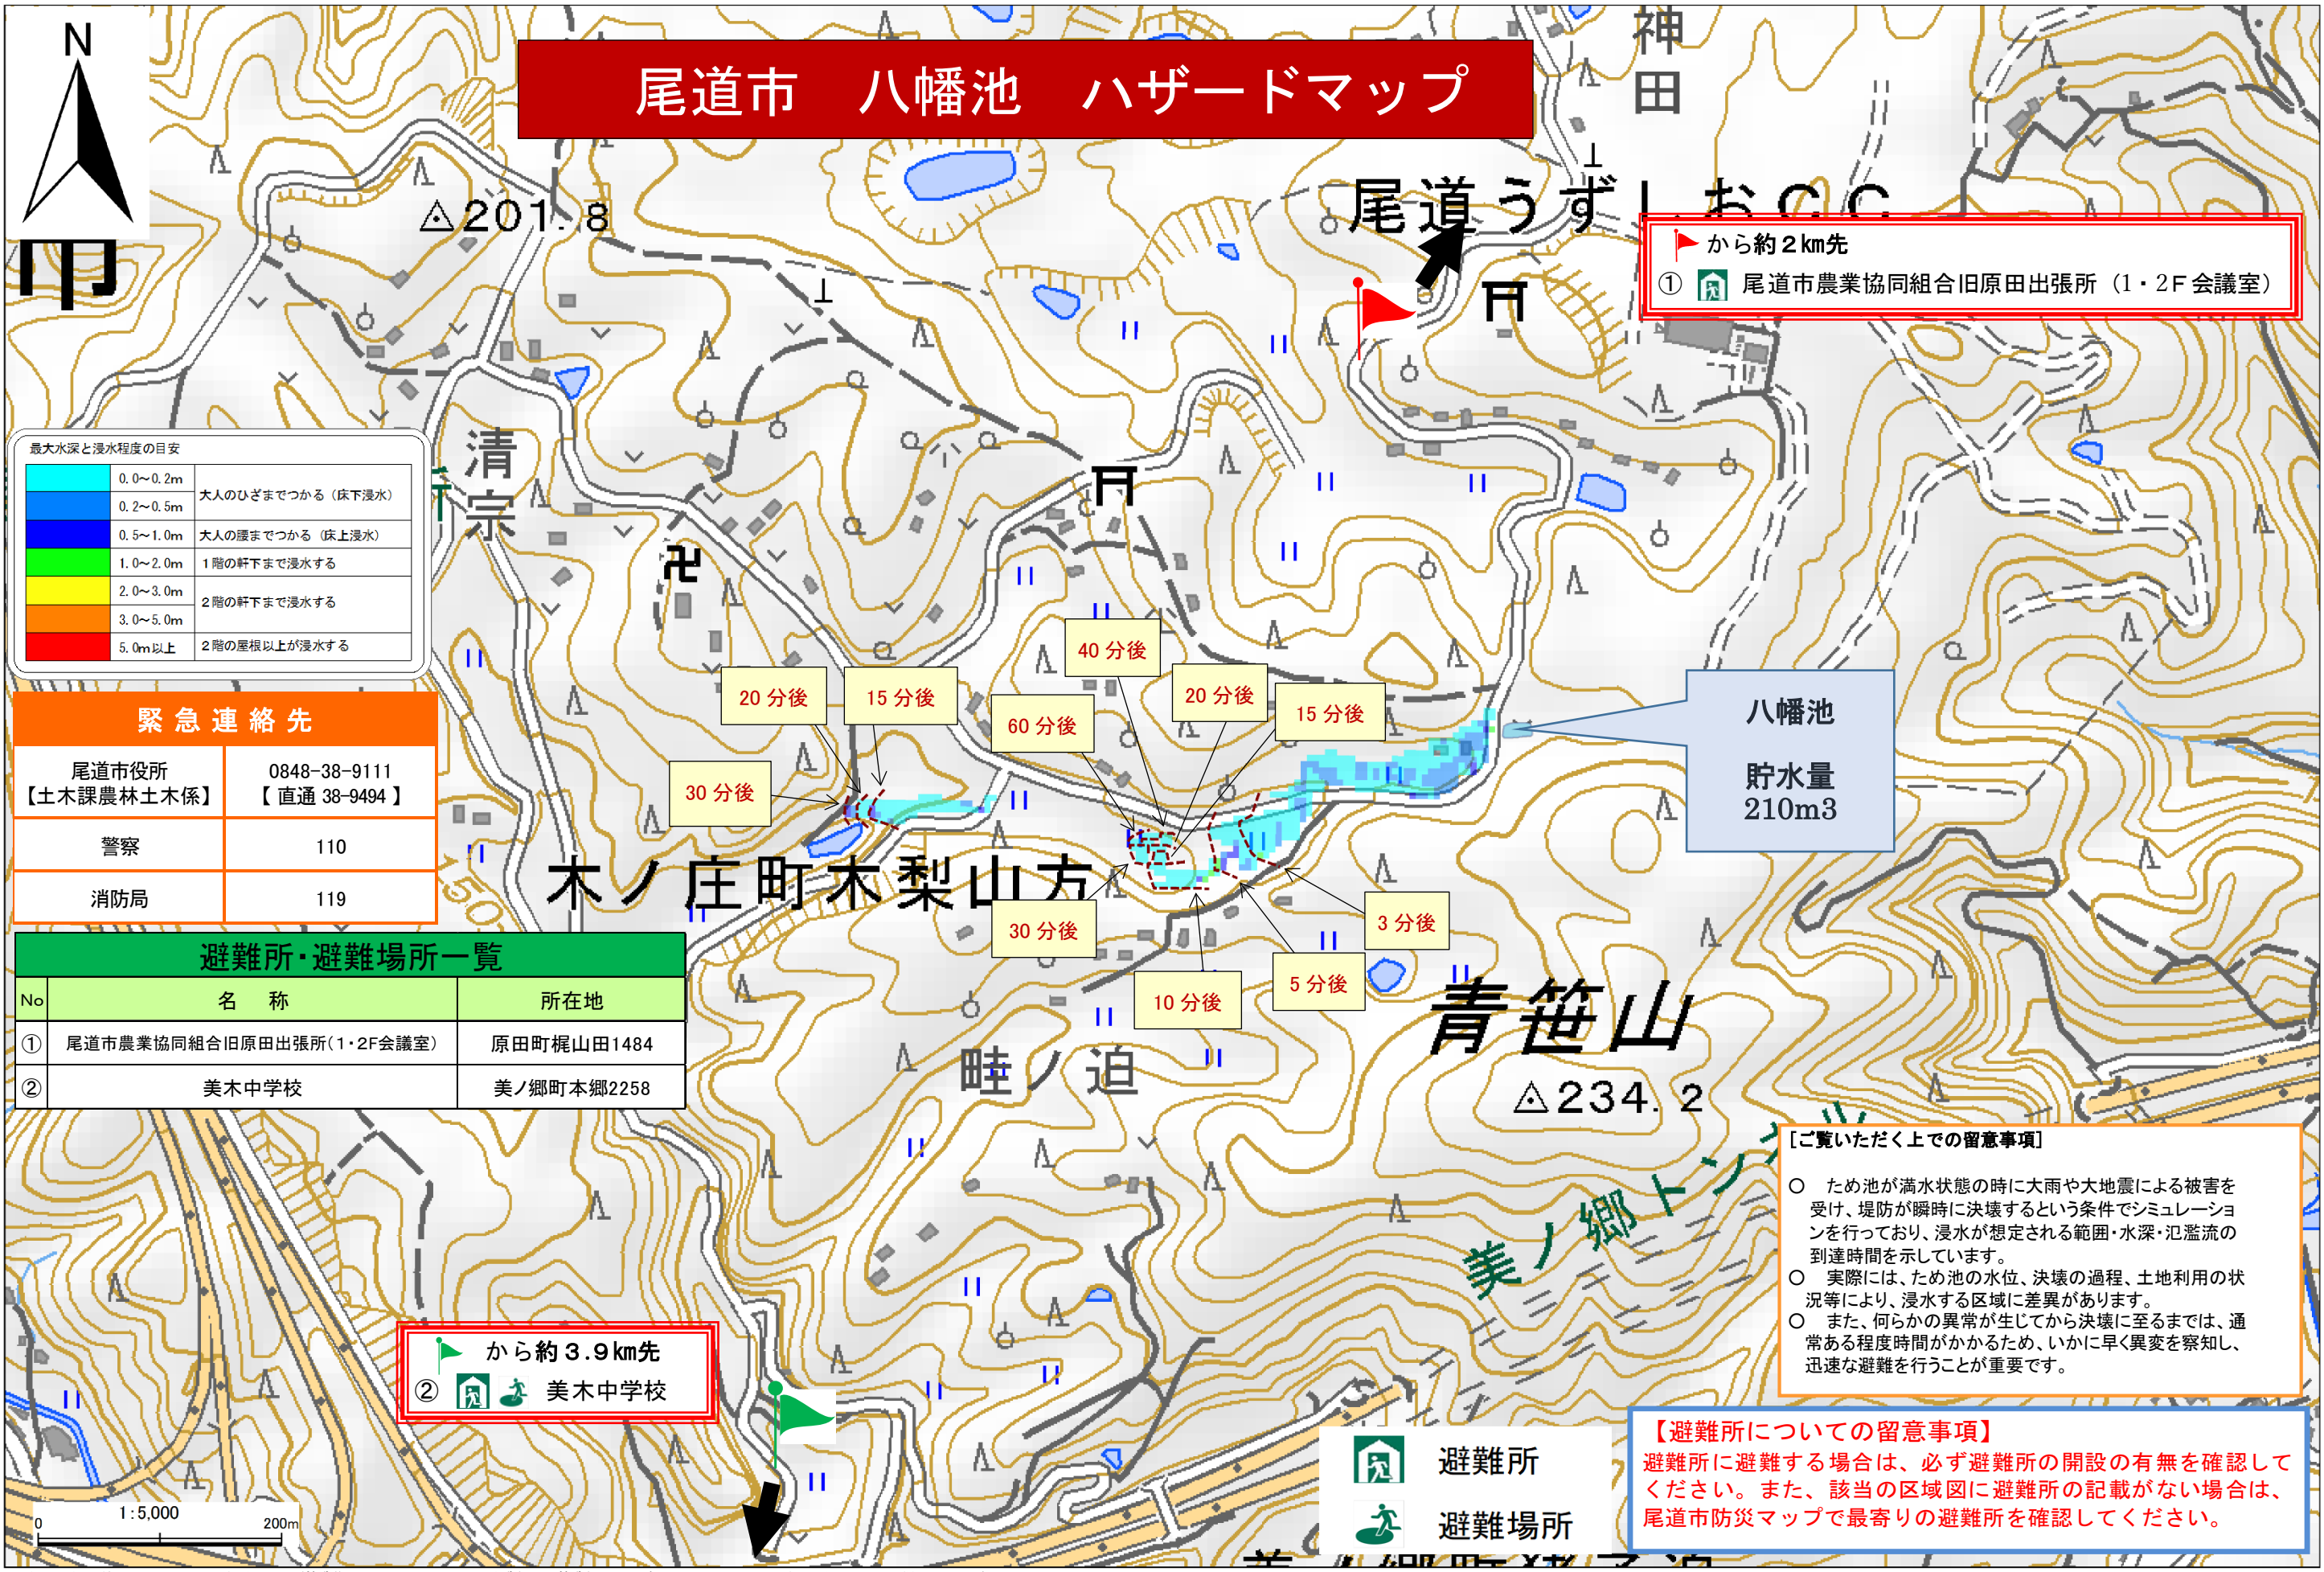 N
尾道市　八幡池　ハザードマップ
神田
201.8
市
尾道うずしおCC
から約２km先
① 尾道市農業協同組合旧原田出張所（1・2Ｆ会議室）
清宗
最大水深と浸水程度の目安
0.0～0.2m
大人のひざまでつかる（床下浸水）
0.2～0.5m
0.5～1.0m 大人の腰までつかる（床上浸水）
1.0～2.0m １階の軒下まで浸水する
2.0～3.0m
２階の軒下まで浸水する
3.0～5.0m
5.0m以上 ２階の屋根以上が浸水する
緊急連絡先
尾道市役所
【土木課農林土木係】
0848-38-9111
【 直通 38-9494 】
警察 110
消防局 119
40 分後
20 分後
15 分後
20 分後
15 分後
60 分後
30 分後
30 分後
3 分後
5 分後
10 分後
八幡池
貯水量
210m3
木ノ庄町木梨山方
150
避難所・避難場所一覧
No 名　称 所在地
① 尾道市農業協同組合旧原田出張所（1・2F会議室） 原田町梶山田1484
② 美木中学校 美ノ郷町本郷2258
畦ノ迫
青笹山
234.2
美ノ郷トン
[ご覧いただく上での留意事項]
○　ため池が満水状態の時に大雨や大地震による被害を
受け、堤防が瞬時に決壊するという条件でシミュレーショ
ンを行っており、浸水が想定される範囲・水深・氾濫流の
到達時間を示しています。
○　実際には、ため池の水位、決壊の過程、土地利用の状
況等により、浸水する区域に差異があります。
○　また、何らかの異常が生じてから決壊に至るまでは、通
常ある程度時間がかかるため、いかに早く異変を察知し、
迅速な避難を行うことが重要です。
から約３.９km先
② 美木中学校
避難所
避難場所
【避難所についての留意事項】
避難所に避難する場合は、必ず避難所の開設の有無を確認して
ください。また、該当の区域図に避難所の記載がない場合は、
尾道市防災マップで最寄りの避難所を確認してください。
1:5,000
0 200m